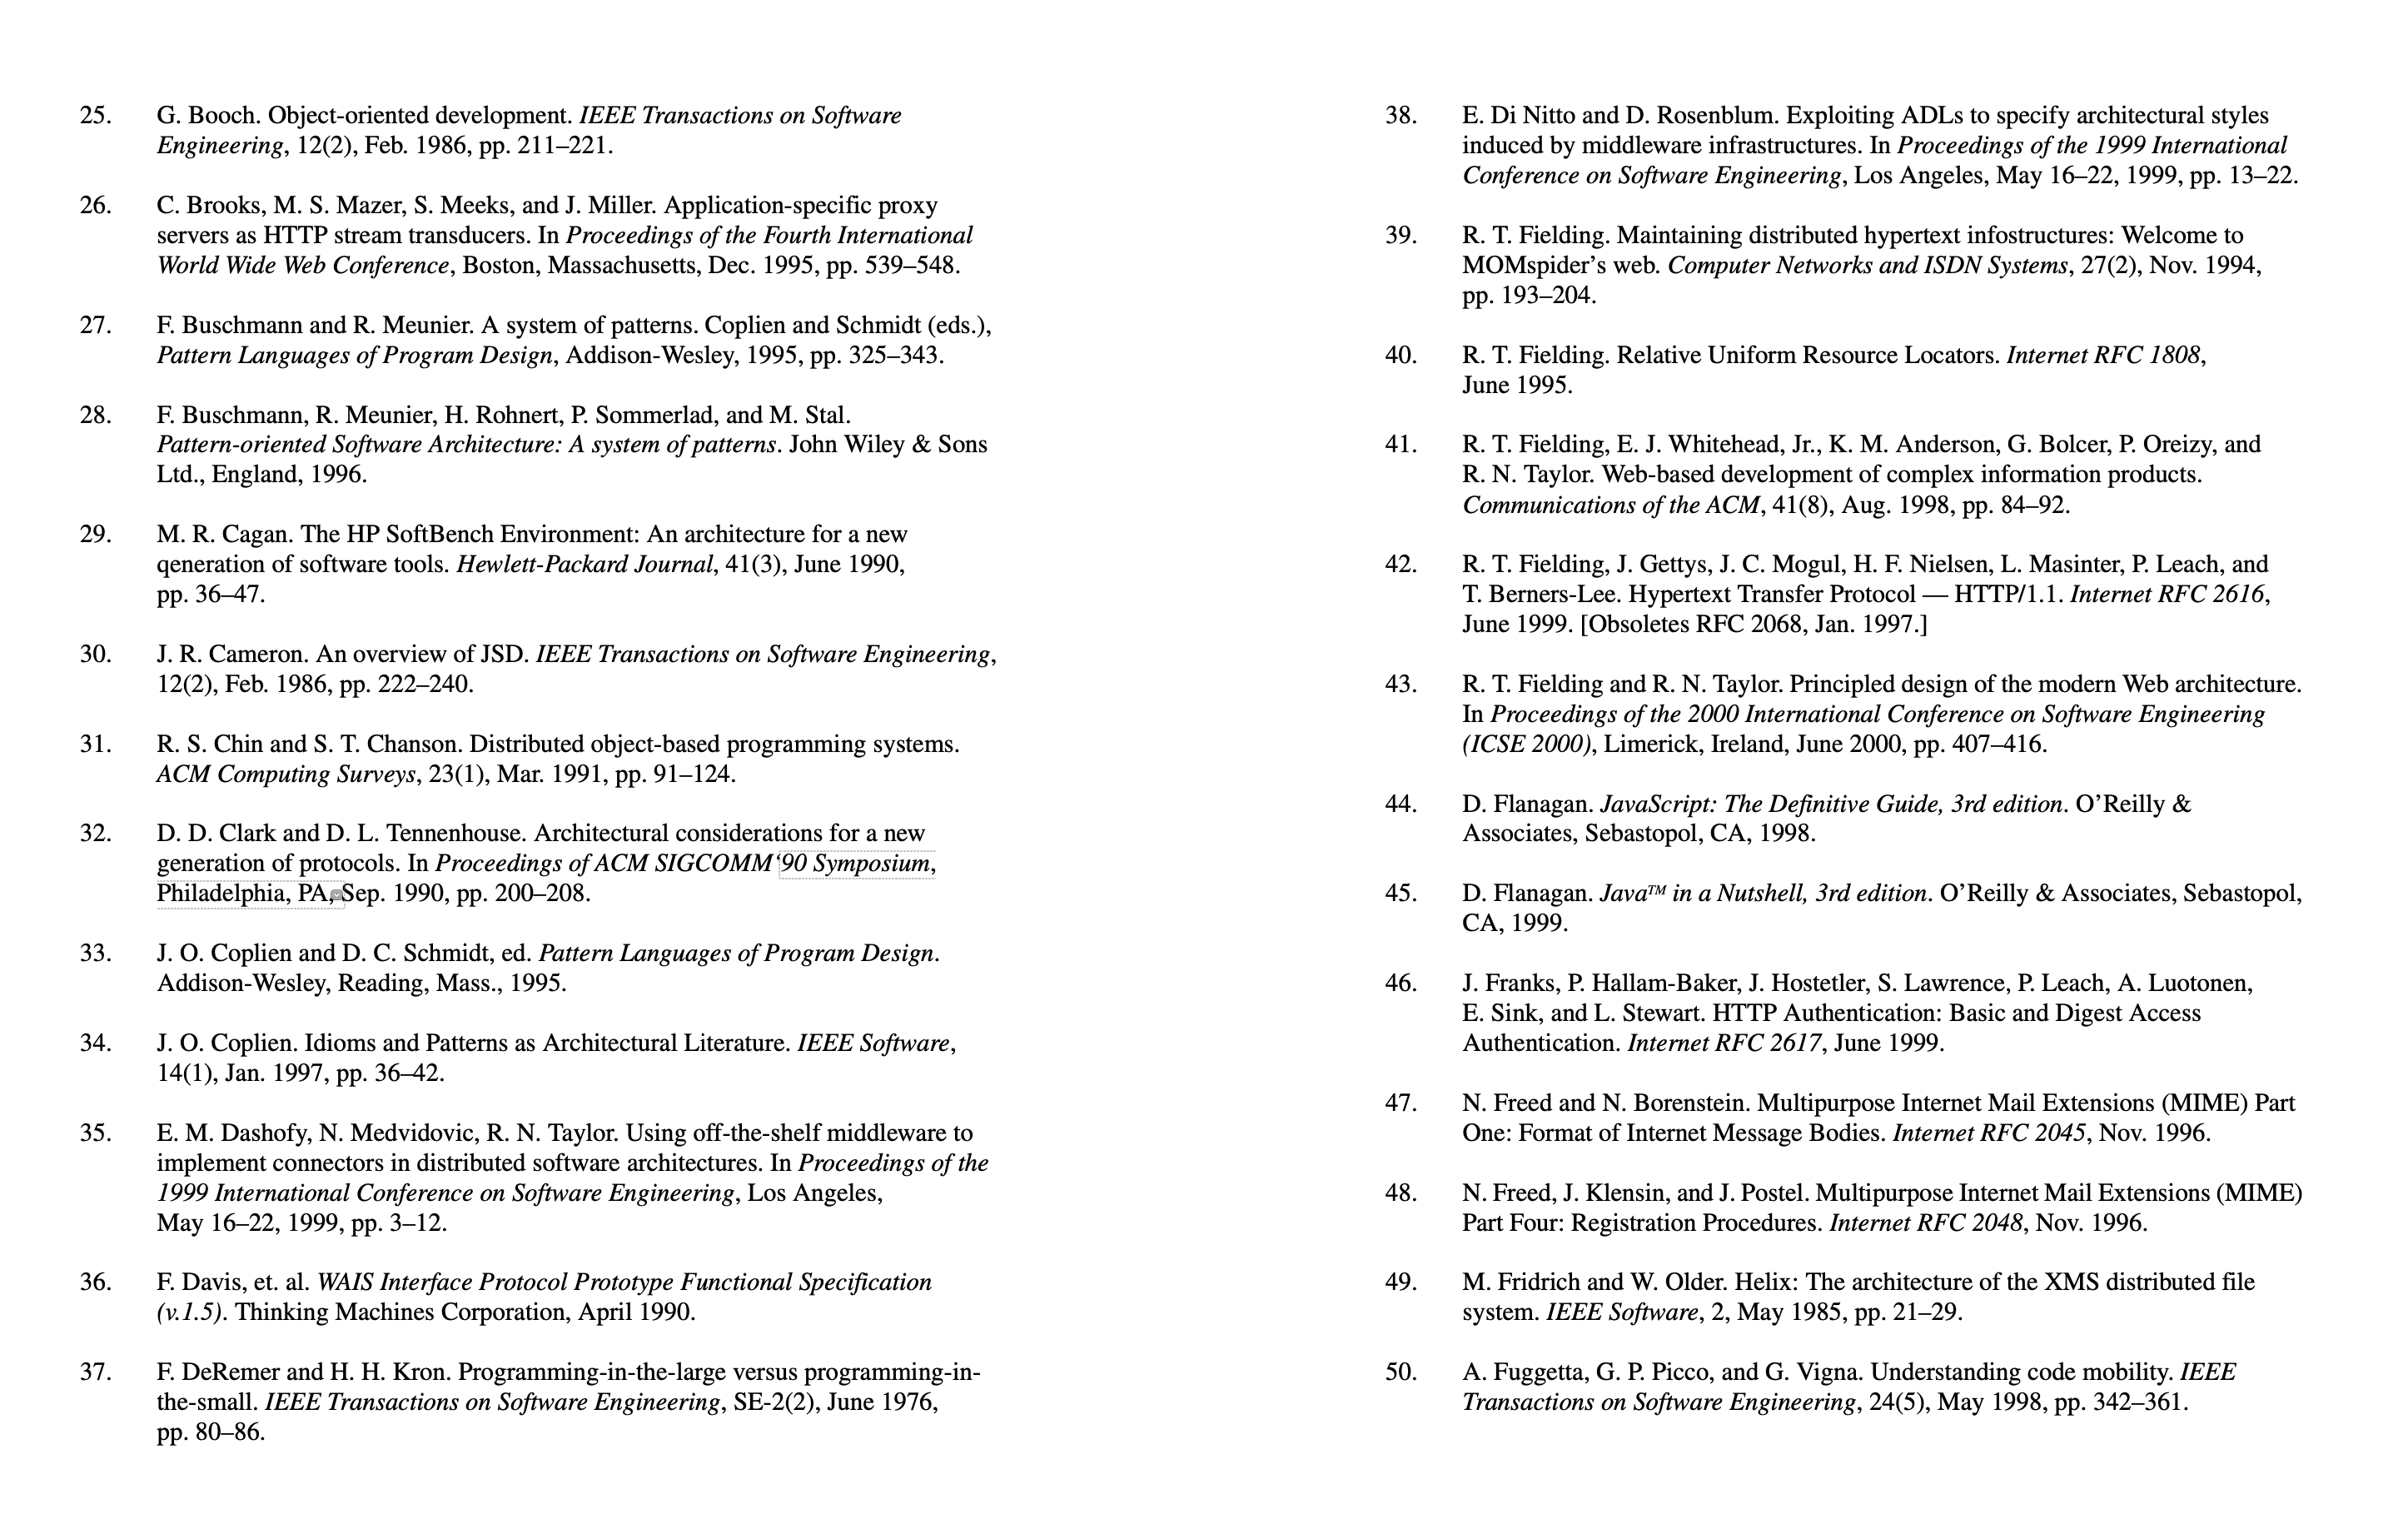 25. G. Booch. Object-oriented development. IEEE Transactions on Software
Engineering, 12(2), Feb. 1986, pp. 211–221.
26. C. Brooks, M. S. Mazer, S. Meeks, and J. Miller. Application-specific proxy
servers as HTTP stream transducers. In Proceedings of the Fourth International
World Wide Web Conference, Boston, Massachusetts, Dec. 1995, pp. 539–548.
27. F. Buschmann and R. Meunier. A system of patterns. Coplien and Schmidt (eds.),
Pattern Languages of Program Design, Addison-Wesley, 1995, pp. 325–343.
28. F. Buschmann, R. Meunier, H. Rohnert, P. Sommerlad, and M. Stal.
Pattern-oriented Software Architecture: A system of patterns. John Wiley & Sons
Ltd., England, 1996.
29. M. R. Cagan. The HP SoftBench Environment: An architecture for a new
qeneration of software tools. Hewlett-Packard Journal, 41(3), June 1990,
pp. 36–47.
30. J. R. Cameron. An overview of JSD. IEEE Transactions on Software Engineering,
12(2), Feb. 1986, pp. 222–240.
31. R. S. Chin and S. T. Chanson. Distributed object-based programming systems.
ACM Computing Surveys, 23(1), Mar. 1991, pp. 91–124.
32. D. D. Clark and D. L. Tennenhouse. Architectural considerations for a new
generation of protocols. In Proceedings of ACM SIGCOMM‘90 Symposium,
Philadelphia, PA, Sep. 1990, pp. 200–208.
33. J. O. Coplien and D. C. Schmidt, ed. Pattern Languages of Program Design.
Addison-Wesley, Reading, Mass., 1995.
34. J. O. Coplien. Idioms and Patterns as Architectural Literature. IEEE Software,
14(1), Jan. 1997, pp. 36–42.
35. E. M. Dashofy, N. Medvidovic, R. N. Taylor. Using off-the-shelf middleware to
implement connectors in distributed software architectures. In Proceedings of the
1999 International Conference on Software Engineering, Los Angeles,
May 16–22, 1999, pp. 3–12.
36. F. Davis, et. al. WAIS Interface Protocol Prototype Functional Specification
(v.1.5). Thinking Machines Corporation, April 1990.
37. F. DeRemer and H. H. Kron. Programming-in-the-large versus programming-in-
the-small. IEEE Transactions on Software Engineering, SE-2(2), June 1976,
pp. 80–86.
38. E. Di Nitto and D. Rosenblum. Exploiting ADLs to specify architectural styles
induced by middleware infrastructures. In Proceedings of the 1999 International
Conference on Software Engineering, Los Angeles, May 16–22, 1999, pp. 13–22.
39. R. T. Fielding. Maintaining distributed hypertext infostructures: Welcome to
MOMspider’s web. Computer Networks and ISDN Systems, 27(2), Nov. 1994,
pp. 193–204.
40. R. T. Fielding. Relative Uniform Resource Locators. Internet RFC 1808,
June 1995.
41. R. T. Fielding, E. J. Whitehead, Jr., K. M. Anderson, G. Bolcer, P. Oreizy, and
R. N. Taylor. Web-based development of complex information products.
Communications of the ACM, 41(8), Aug. 1998, pp. 84–92.
42. R. T. Fielding, J. Gettys, J. C. Mogul, H. F. Nielsen, L. Masinter, P. Leach, and
T. Berners-Lee. Hypertext Transfer Protocol — HTTP/1.1. Internet RFC 2616,
June 1999. [Obsoletes RFC 2068, Jan. 1997.]
43. R. T. Fielding and R. N. Taylor. Principled design of the modern Web architecture.
In Proceedings of the 2000 International Conference on Software Engineering
(ICSE 2000), Limerick, Ireland, June 2000, pp. 407–416.
44. D. Flanagan. JavaScript: The Definitive Guide, 3rd edition. O’Reilly &
Associates, Sebastopol, CA, 1998.
45. D. Flanagan. Java™ in a Nutshell, 3rd edition. O’Reilly & Associates, Sebastopol,
CA, 1999.
46. J. Franks, P. Hallam-Baker, J. Hostetler, S. Lawrence, P. Leach, A. Luotonen,
E. Sink, and L. Stewart. HTTP Authentication: Basic and Digest Access
Authentication. Internet RFC 2617, June 1999.
47. N. Freed and N. Borenstein. Multipurpose Internet Mail Extensions (MIME) Part
One: Format of Internet Message Bodies. Internet RFC 2045, Nov. 1996.
48. N. Freed, J. Klensin, and J. Postel. Multipurpose Internet Mail Extensions (MIME)
Part Four: Registration Procedures. Internet RFC 2048, Nov. 1996.
49. M. Fridrich and W. Older. Helix: The architecture of the XMS distributed file
system. IEEE Software, 2, May 1985, pp. 21–29.
50. A. Fuggetta, G. P. Picco, and G. Vigna. Understanding code mobility. IEEE
Transactions on Software Engineering, 24(5), May 1998, pp. 342–361.